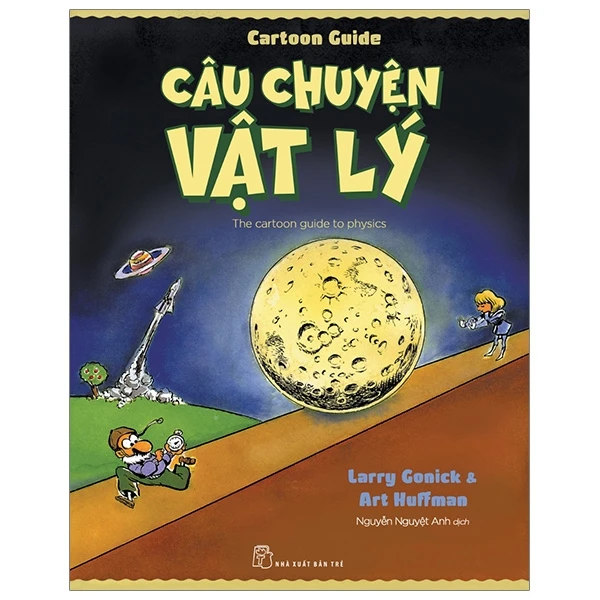 Cartoon Guide
CÂU CHUYỆN
VẬT LÝ
The cartoon guide to physics
Larry Gonick &
Art Huffman
Nguyễn Nguyệt Anh dịch
NHÀ XUẤT BẢN TRẺ